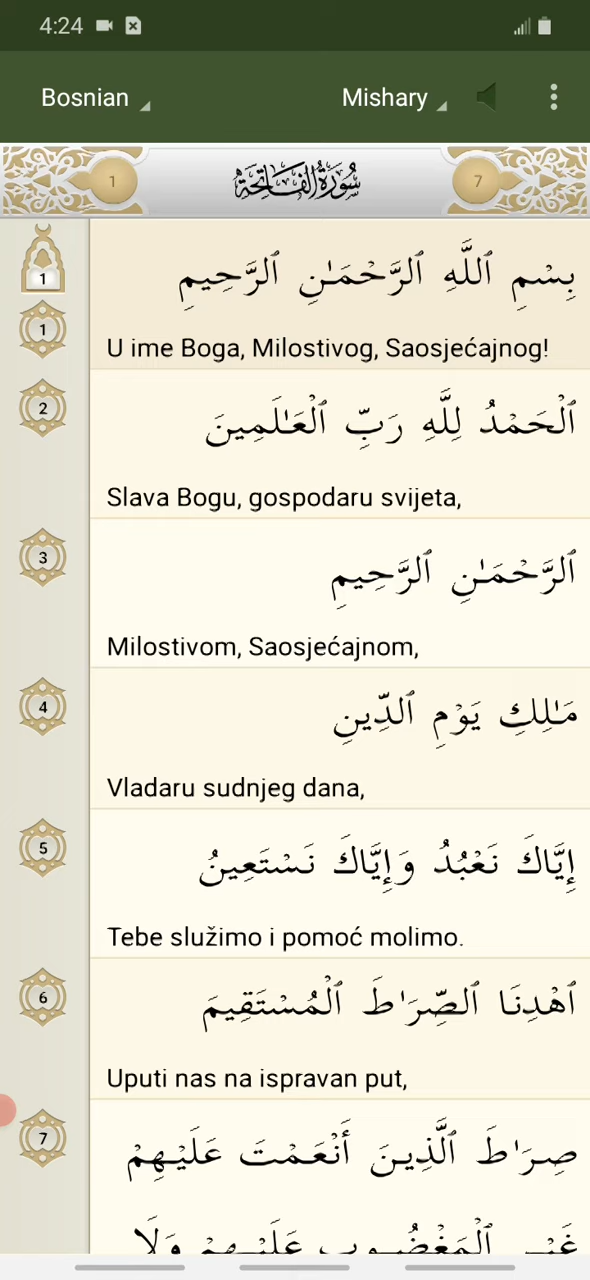 4:24
Bosnian
Mishary
1
سُورَةُ الفَاتِحَةِ
7
1
بِسْمِ ٱللَّهِ ٱلرَّحْمَـٰنِ ٱلرَّحِيمِ
1
U ime Boga, Milostivog, Saosjećajnog!
2
ٱلْحَمْدُ لِلَّهِ رَبِّ ٱلْعَـٰلَمِينَ
Slava Bogu, gospodaru svijeta,
3
ٱلرَّحْمَـٰنِ ٱلرَّحِيمِ
Milostivom, Saosjećajnom,
4
مَـٰلِكِ يَوْمِ ٱلدِّينِ
Vladaru sudnjeg dana,
5
إِيَّاكَ نَعْبُدُ وَإِيَّاكَ نَسْتَعِينُ
Tebe služimo i pomoć molimo.
6
ٱهْدِنَا ٱلصِّرَٰطَ ٱلْمُسْتَقِيمَ
Uputi nas na ispravan put,
7
صِرَٰطَ ٱلَّذِينَ أَنْعَمْتَ عَلَيْهِمْ
غَيْرِ ٱلْمَغْضُوبِ عَلَيْهِمْ وَلَا